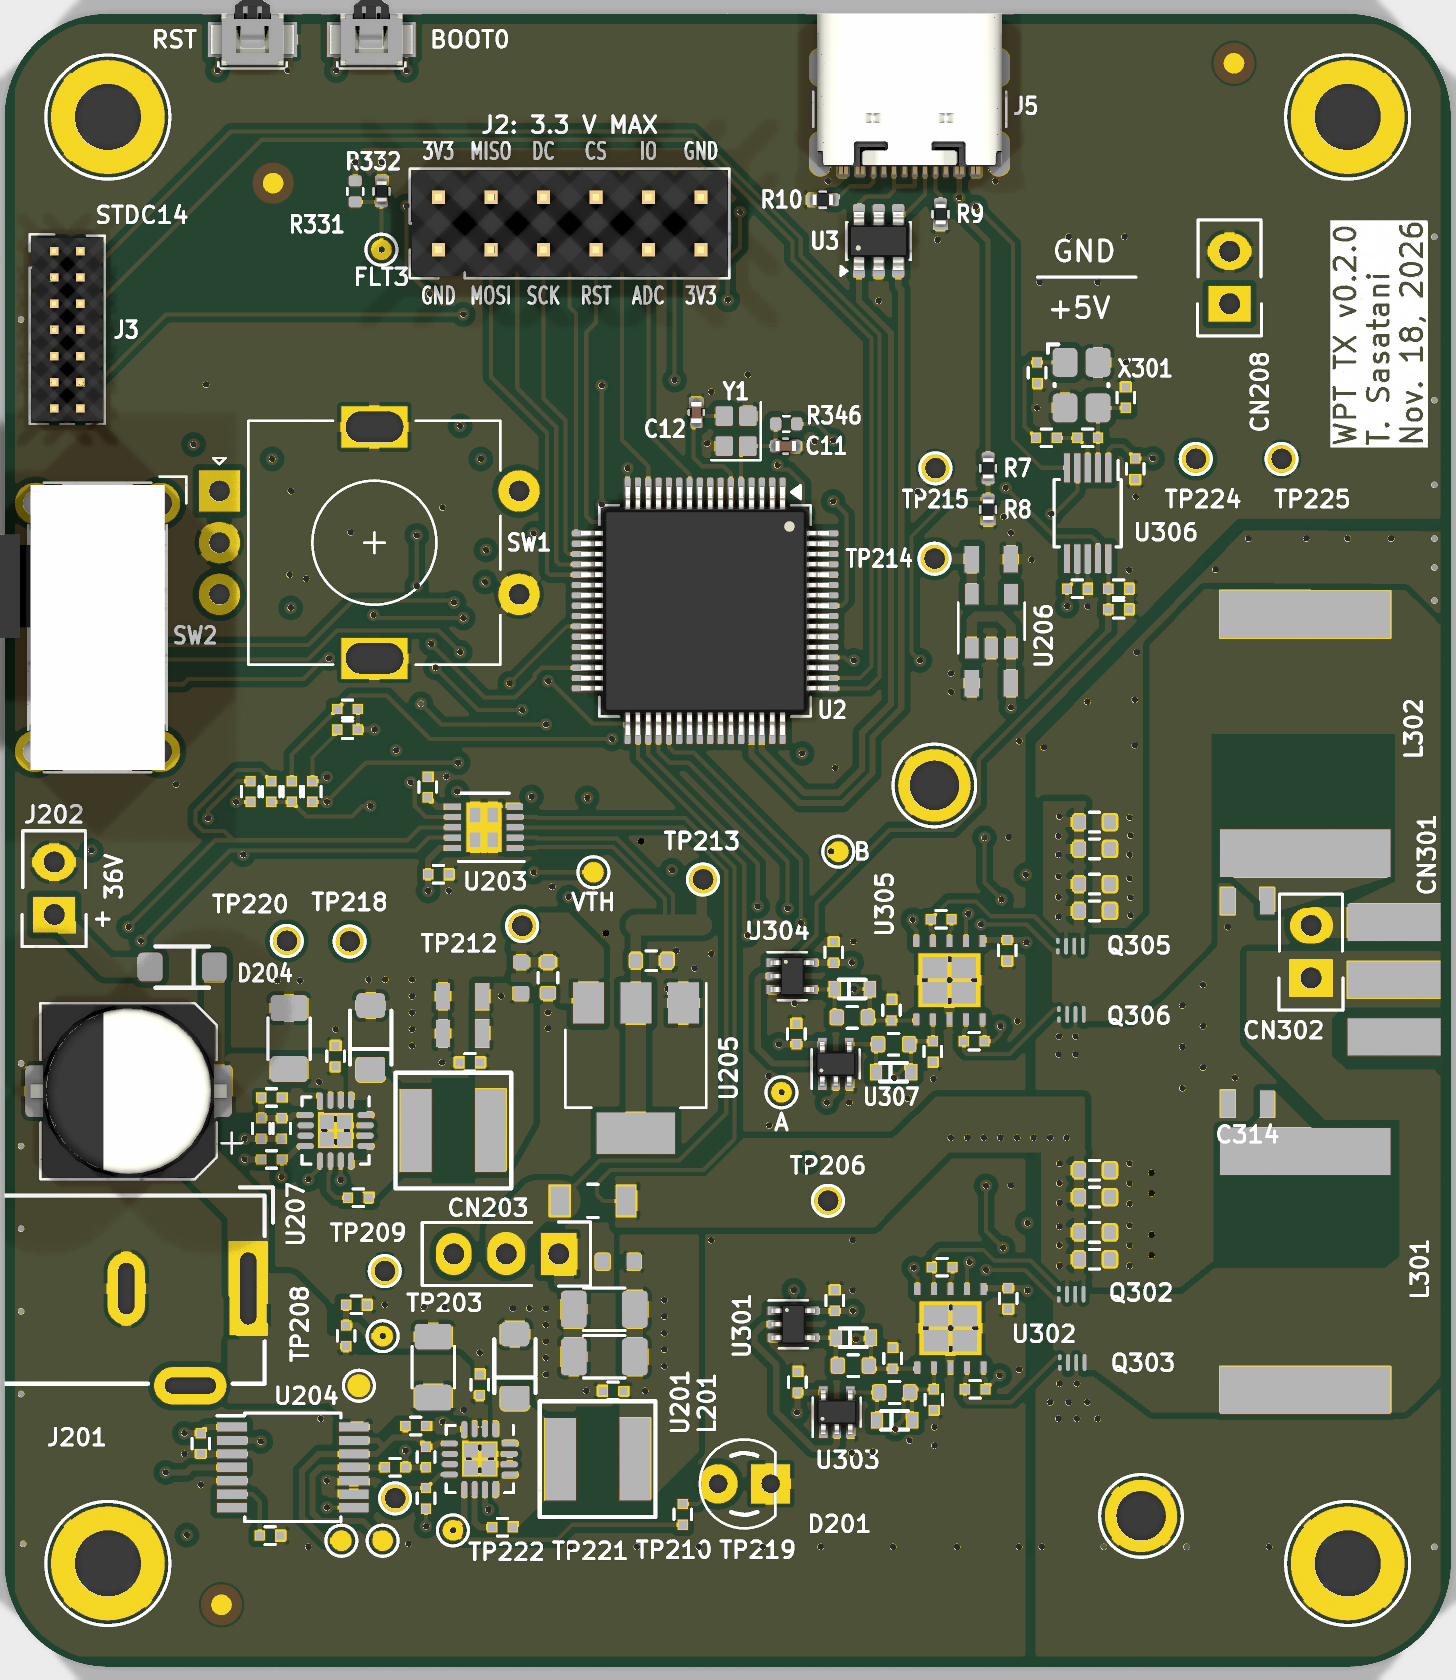 RST
BOOT0
J5
J2: 3.3 V MAX
3V3 MISO DC CS IO GND
R332
R10
R9
STDC14
R331
U3
FLT3
GND MOSI SCK RST ADC 3V3
GND
+5V
WPT TX v0.2.0
T. Sasatani
Nov. 18, 2026
J3
X301
CN208
Y1
R346
C12
C11
R7
TP215
TP224
TP225
R8
SW1
U306
TP214
SW2
U206
U2
L302
J202
36V
+
TP213
B
CN301
U203
VTH
U305
TP220
TP218
TP212
U304
Q305
D204
Q306
CN302
U205
U307
A
C314
+
TP206
U207
CN203
TP209
TP203
TP208
U301
Q302
L301
U302
Q303
U204
U201
L201
J201
U303
D201
TP222
TP221
TP210
TP219